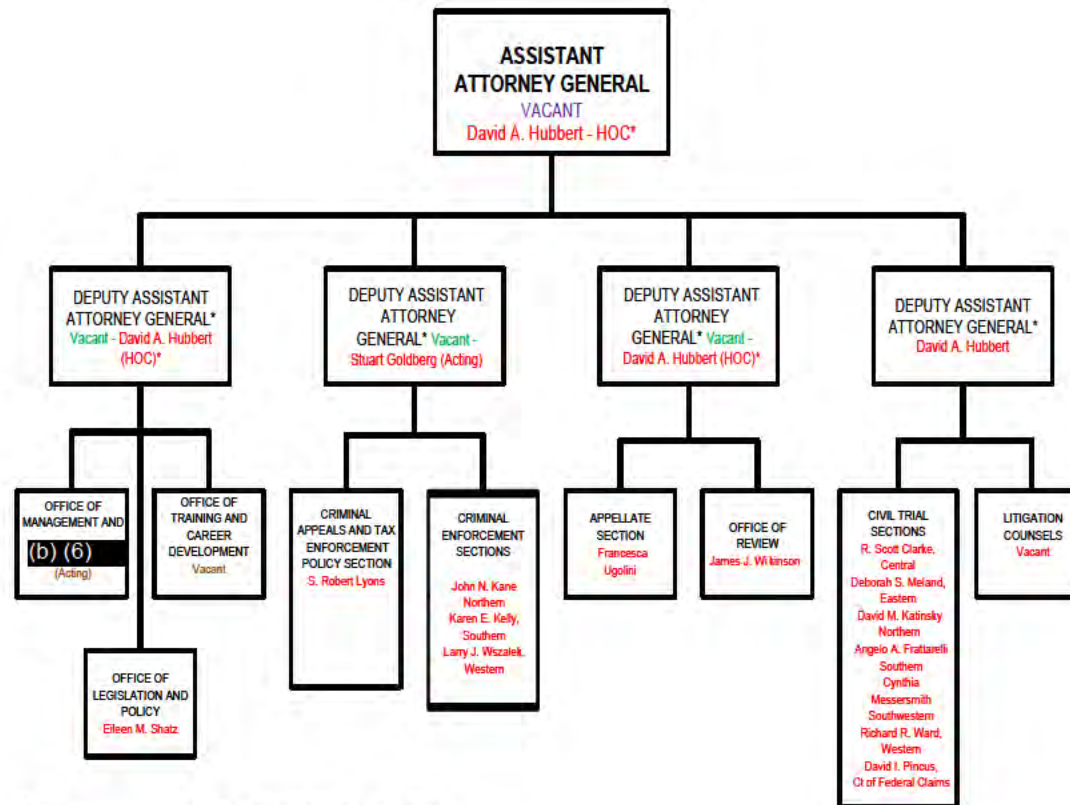 ASSISTANT
ATTORNEY GENERAL
VACANT
David A. Hubbert - HOC*
DEPUTY ASSISTANT
ATTORNEY GENERAL*
Vacant - David A. Hubbert
(HOC)*
DEPUTY ASSISTANT
ATTORNEY
GENERAL* Vacant -
Stuart Goldberg (Acting)
DEPUTY ASSISTANT
ATTORNEY
GENERAL* Vacant -
David A. Hubbert (HOC)*
DEPUTY ASSISTANT
ATTORNEY GENERAL*
David A. Hubbert
OFFICE OF
MANAGEMENT AND
(b) (6)
(Acting)
OFFICE OF
TRAINING AND
CAREER
DEVELOPMENT
Vacant
OFFICE OF
LEGISLATION AND
POLICY
Eileen M. Shatz
CRIMINAL
APPEALS AND TAX
ENFORCEMENT
POLICY SECTION
S. Robert Lyons
CRIMINAL
ENFORCEMENT
SECTIONS
John N. Kane
Northern
Karen E. Kelly,
Southern
Larry J. Wszalek,
Western
APPELLATE
SECTION
Francesca
Ugolini
OFFICE OF
REVIEW
James J. Wilkinson
CIVIL TRIAL
SECTIONS
R. Scott Clarke,
Central
Deborah S. Meland,
Eastern
David M. Katinsky
Northern
Angelo A. Frattarelli
Southern
Cynthia
Messersmith
Southwestern
Richard R. Ward,
Western
David I. Pincus,
Ct of Federal Claims
LITIGATION
COUNSELS
Vacant